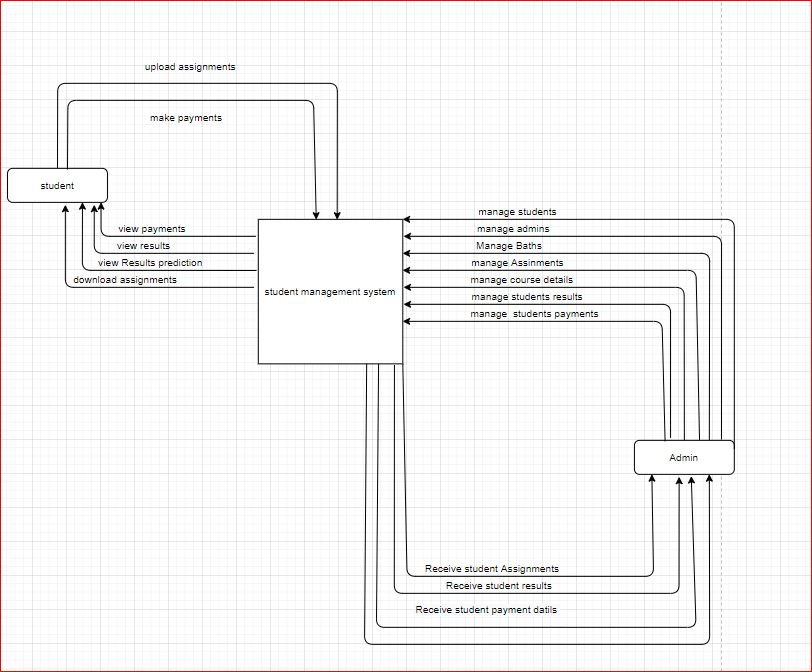 upload assignments
make payments
student
view payments
view results
view Results prediction
download assignments
student management system
manage students
manage admins
Manage Baths
manage Assinments
manage course details
manage students results
manage  students payments
Admin
Receive student Assignments
Receive student results
Receive student payment datils